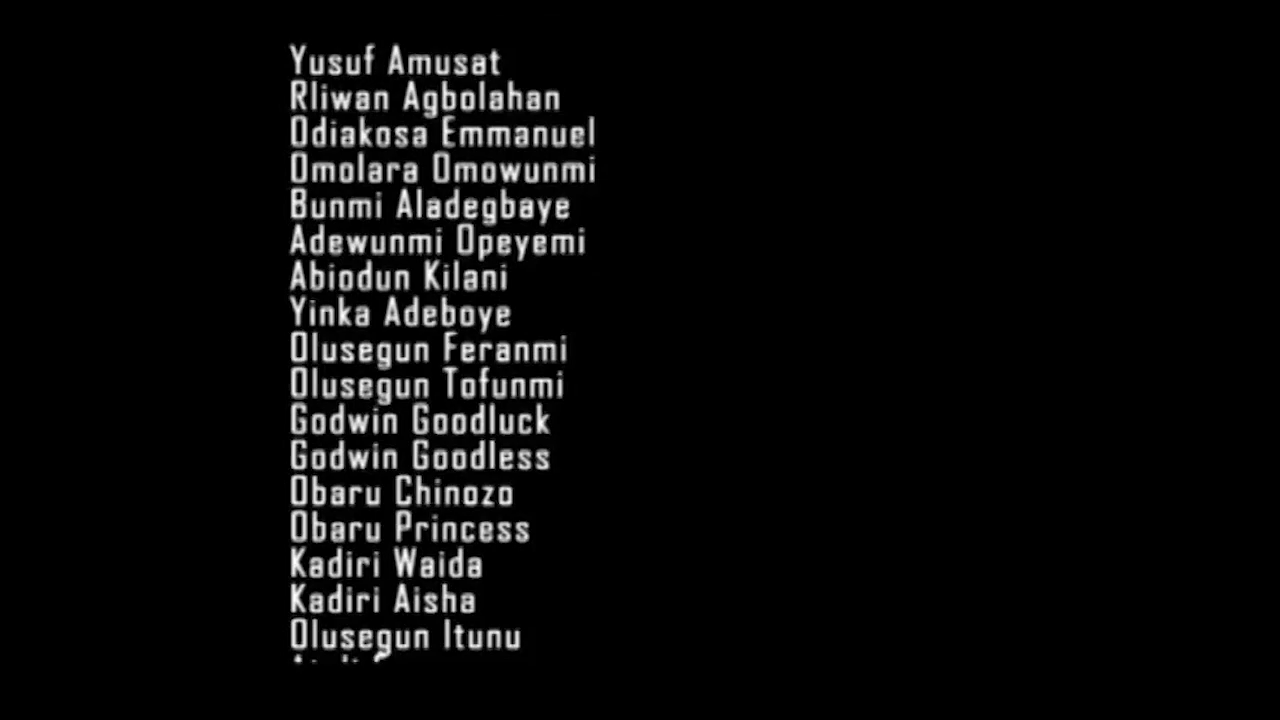 Yusuf Amusat
Rliwan Agbolahan
Odiakosa Emmanuel
Omolara Omowunmi
Bunmi Aladegbaye
Adewunmi Opeyemi
Abiodun Kilani
Yinka Adeboye
Olusegun Feranmi
Olusegun Tofunmi
Godwin Goodluck
Godwin Goodless
Obaru Chinozo
Obaru Princess
Kadiri Waida
Kadiri Aisha
Olusegun Itunu